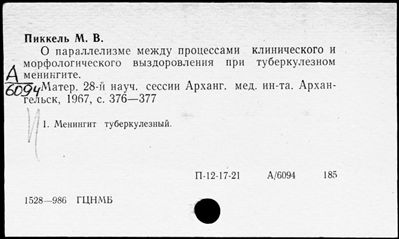 Пиккель М. В.
О параллелизме между процессами клинического и
морфологического выздоровления при туберкулезном
менингите.
А
6094
Матер. 28-й науч. сессии Арханг. мед. ин-та. Архан-
гельск, 1967, с. 376—377
1. Менингит туберкулезный.
П-12-17-21 А/6094 185
1528—986 ГЦНМБ